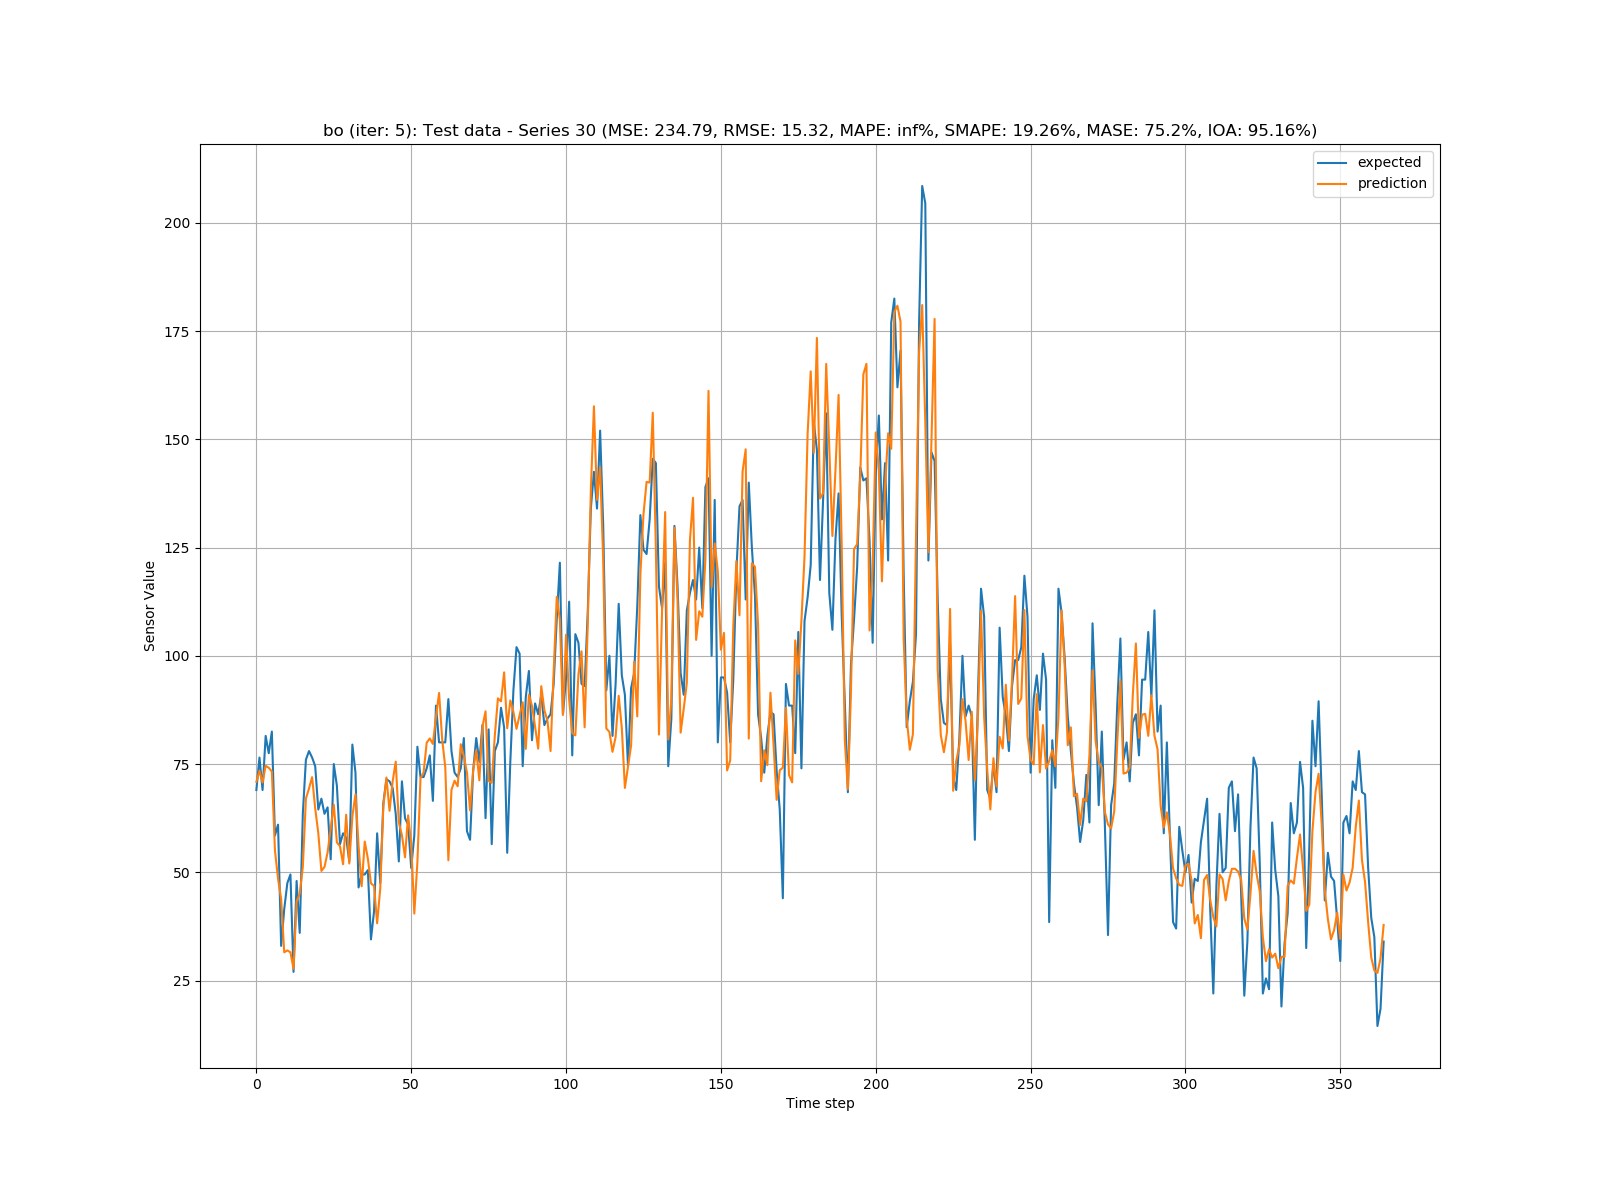 bo (iter: 5): Test data - Series 30 (MSE: 234.79, RMSE: 15.32, MAPE: inf%, SMAPE: 19.26%, MASE: 75.2%, IOA: 95.16%)
expected
prediction
200
175
150
125
100
75
50
25
Sensor Value
0 50 100 150 200 250 300 350
Time step